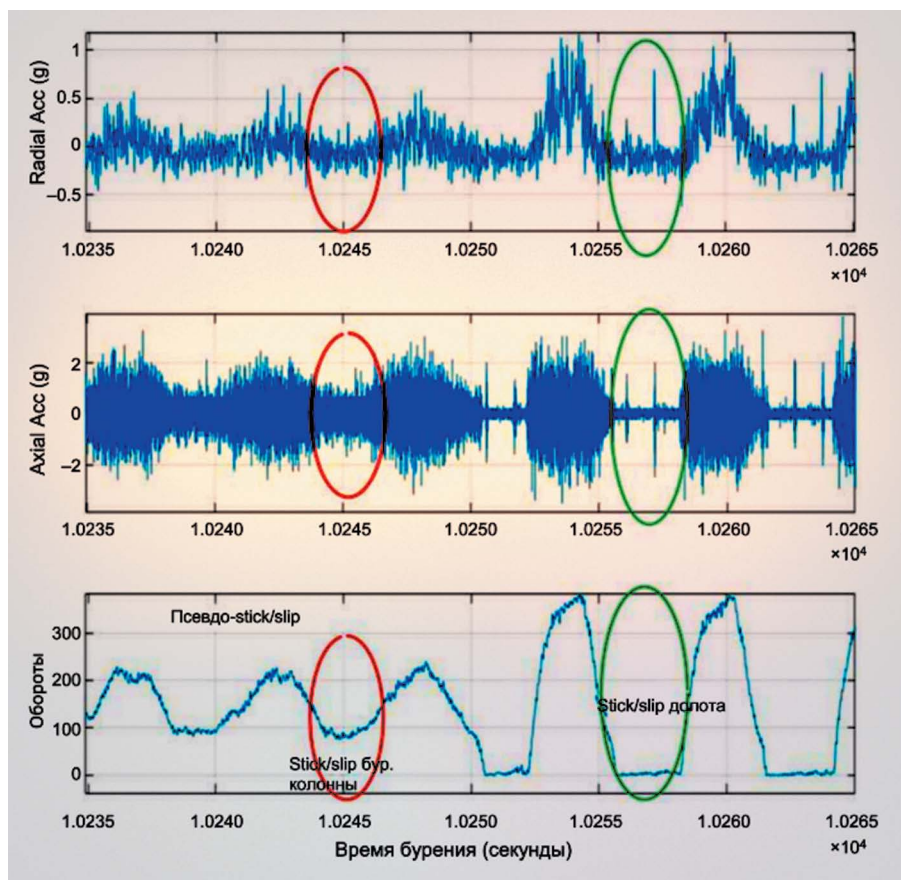 Radial Acc (g)
1
0.5
0
–0.5
1.0235 1.0240 1.0245 1.0250 1.0255 1.0260 1.0265
×10⁴
Axial Acc (g)
2
0
–2
1.0235 1.0240 1.0245 1.0250 1.0255 1.0260 1.0265
×10⁴
Обороты
300
200
100
0
Псевдо-stick/slip
Stick/slip бур.
колонны
Stick/slip долота
1.0235 1.0240 1.0245 1.0250 1.0255 1.0260 1.0265
Время бурения (секунды)
×10⁴